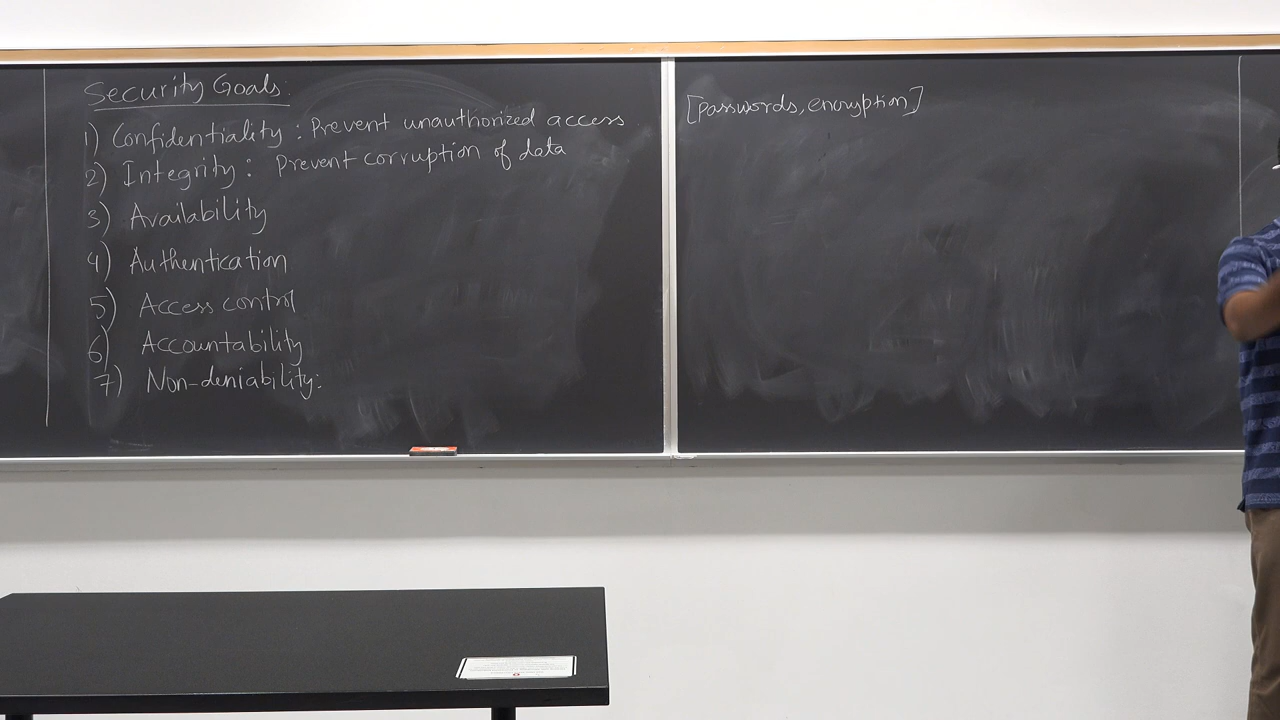 Security Goals:
1) Confidentiality : Prevent unauthorized access
2) Integrity : Prevent corruption of data
3) Availability
4) Authentication
5) Access control
6) Accountability
7) Non-deniability:
[Passwords, encryption]